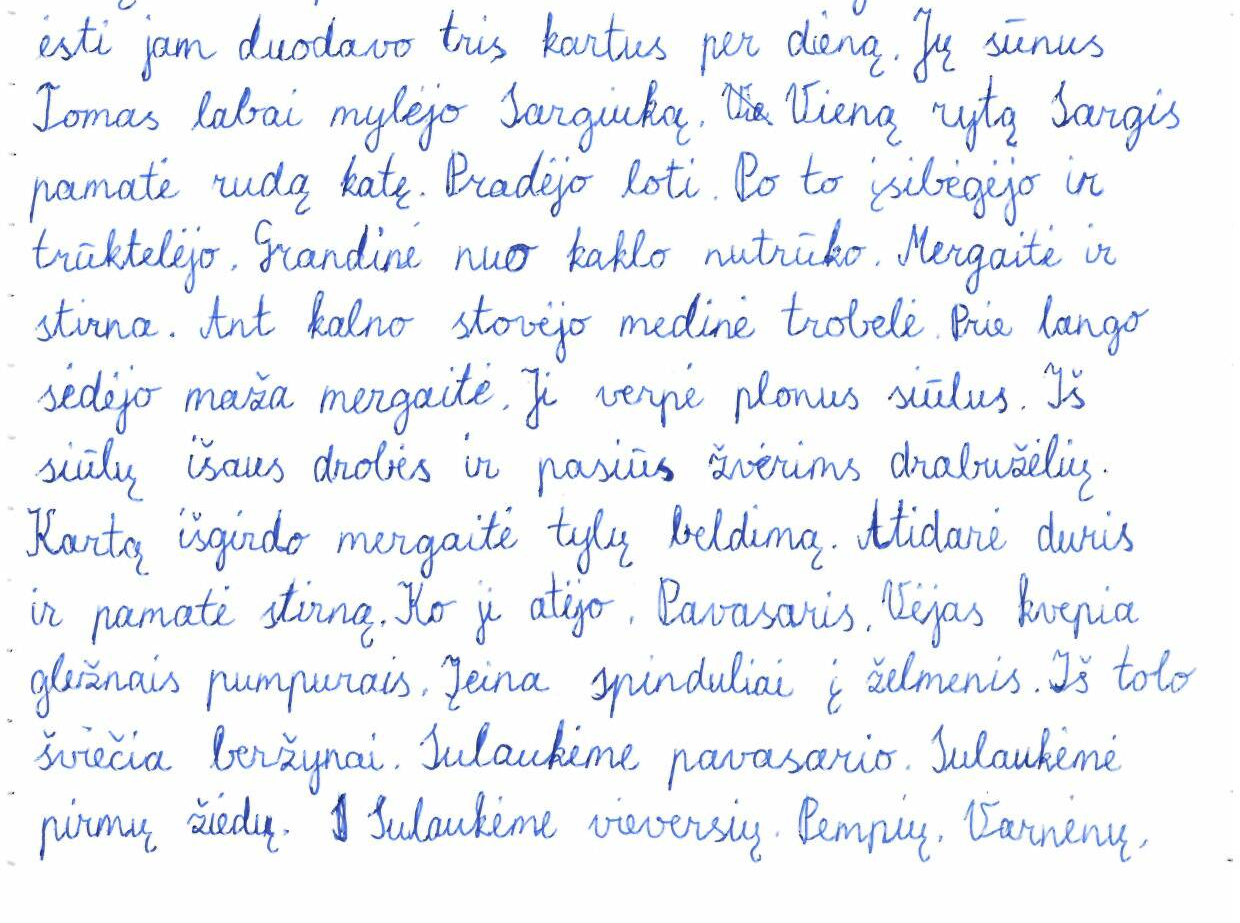 ėsti jam duodavo tris kartus per dieną. Jų sūnus
Tomas labai mylėjo Sargiuką. Vieną rytą Sargis
pamatė rudą katę. Pradėjo loti. Po to įsibėgėjo ir
trūktelėjo. Grandinė nuo kaklo nutrūko. Mergaitė ir
stirna. Ant kalno stovėjo medinė trobelė. Prie lango
sėdėjo maža mergaitė. Ji verpė plonus siūlus. Iš
siūlų išaus drobės ir pasiūs žvėrims drabužėlių.
Kartą išgirdo mergaitė tylų beldimą. Atidarė duris
ir pamatė stirną. Ko ji atėjo. Pavasaris. Vėjas kvepia
gležnais pumpurais. Įeina spinduliai į želmenis. Iš tolo
šviečia beržynai. Sulaukėme pavasario. Sulaukėmė
pirmų žiedų. Sulaukėme vieversių. Pempių. Varnėnų.